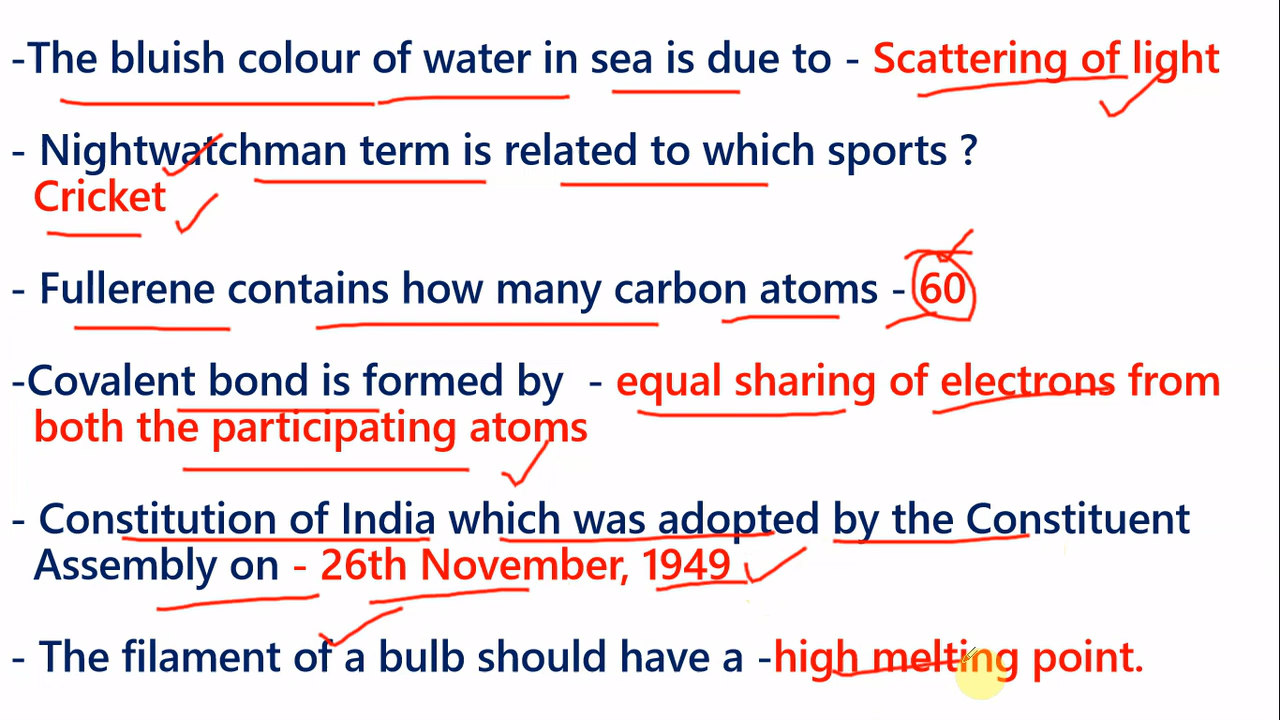 -The bluish colour of water in sea is due to - Scattering of light
- Nightwatchman term is related to which sports ?
Cricket
- Fullerene contains how many carbon atoms - 60
-Covalent bond is formed by - equal sharing of electrons from
both the participating atoms
- Constitution of India which was adopted by the Constituent
Assembly on - 26th November, 1949
- The filament of a bulb should have a -high melting point.